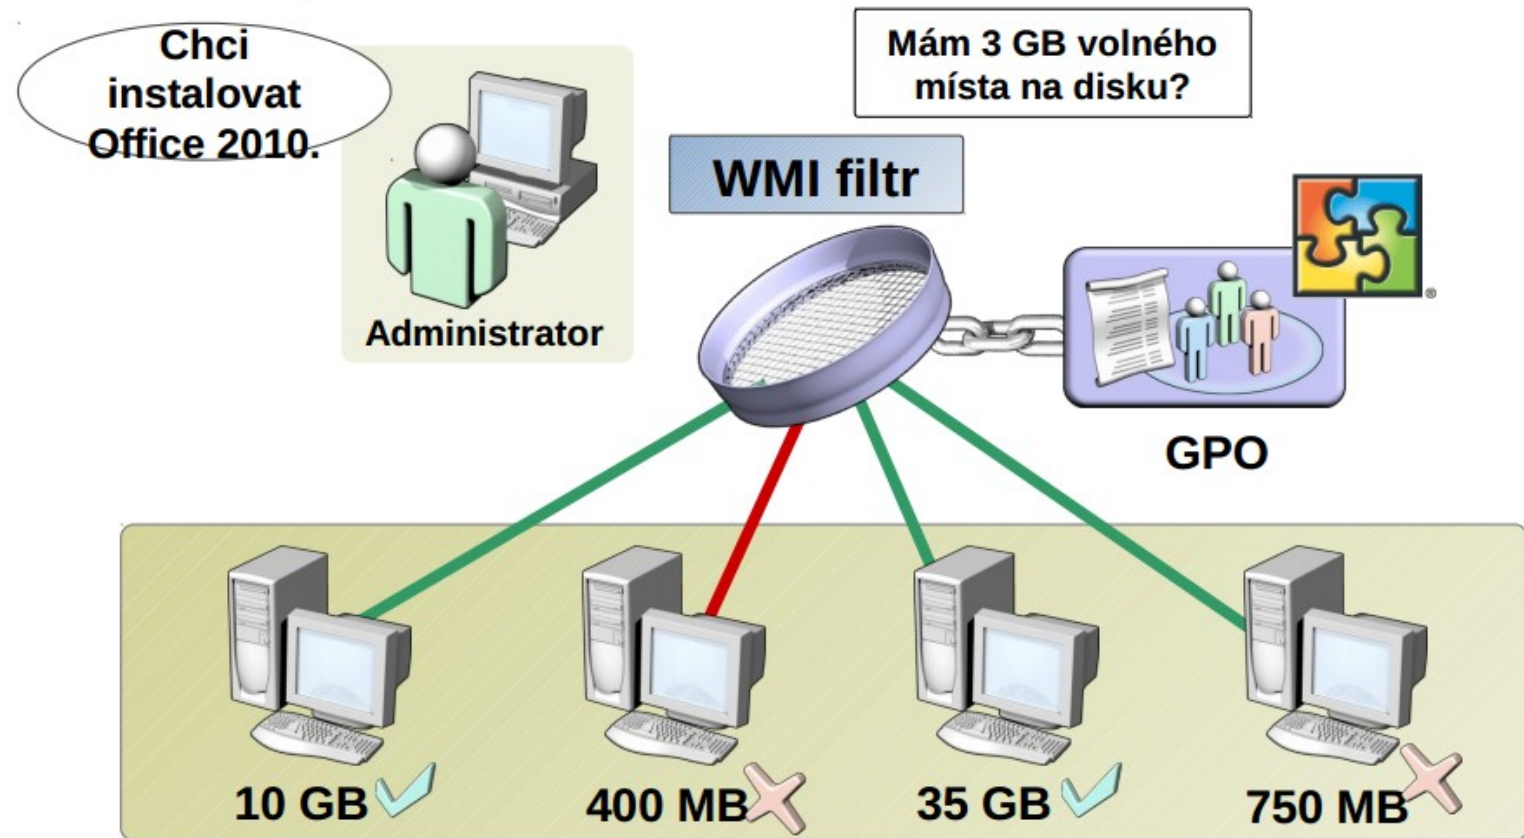 Chci
instalovat
Office 2010.
Mám 3 GB volného
místa na disku?
WMI filtr
Administrator
®
GPO
10 GB
400 MB
35 GB
750 MB